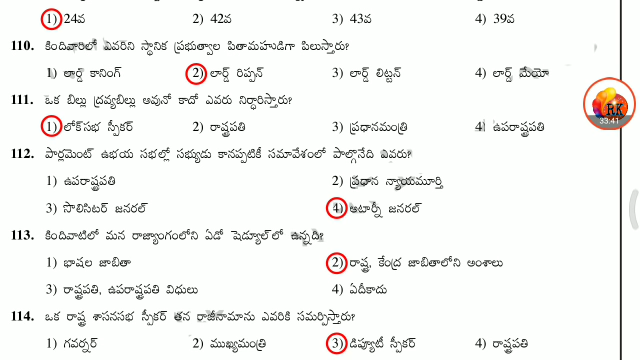 1) 24వ 2) 42వ 3) 43వ 4) 39వ
110. కిందివారిలో ఎవరిని స్థానిక ప్రభుత్వాల పితామహుడిగా పిలుస్తారు?
1) లార్డ్ కానింగ్ 2) లార్డ్ రిప్పన్ 3) లార్డ్ లిట్టన్ 4) లార్డ్ మేయో
111. ఒక బిల్లు ద్రవ్యబిల్లు అవునో కాదో ఎవరు నిర్ధారిస్తారు?
1) లోక్‌సభ స్పీకర్ 2) రాష్ట్రపతి 3) ప్రధానమంత్రి 4) ఉపరాష్ట్రపతి
RK
33:41
112. పార్లమెంట్ ఉభయ సభల్లో సభ్యుడు కానప్పటికీ సమావేశంలో పాల్గొనేది ఎవరు?
1) ఉపరాష్ట్రపతి 2) ప్రధాన న్యాయమూర్తి
3) సొలిసిటర్ జనరల్ 4) అటార్నీ జనరల్
113. కిందివాటిలో మన రాజ్యాంగంలోని ఏడో షెడ్యూల్‌లో ఉన్నది?
1) భాషల జాబితా 2) రాష్ట్ర, కేంద్ర జాబితాలోని అంశాలు
3) రాష్ట్రపతి, ఉపరాష్ట్రపతి విధులు 4) ఏదీకాదు
114. ఒక రాష్ట్ర శాసనసభ స్పీకర్ తన రాజీనామాను ఎవరికి సమర్పిస్తారు?
1) గవర్నర్ 2) ముఖ్యమంత్రి 3) డిప్యూటీ స్పీకర్ 4) రాష్ట్రపతి